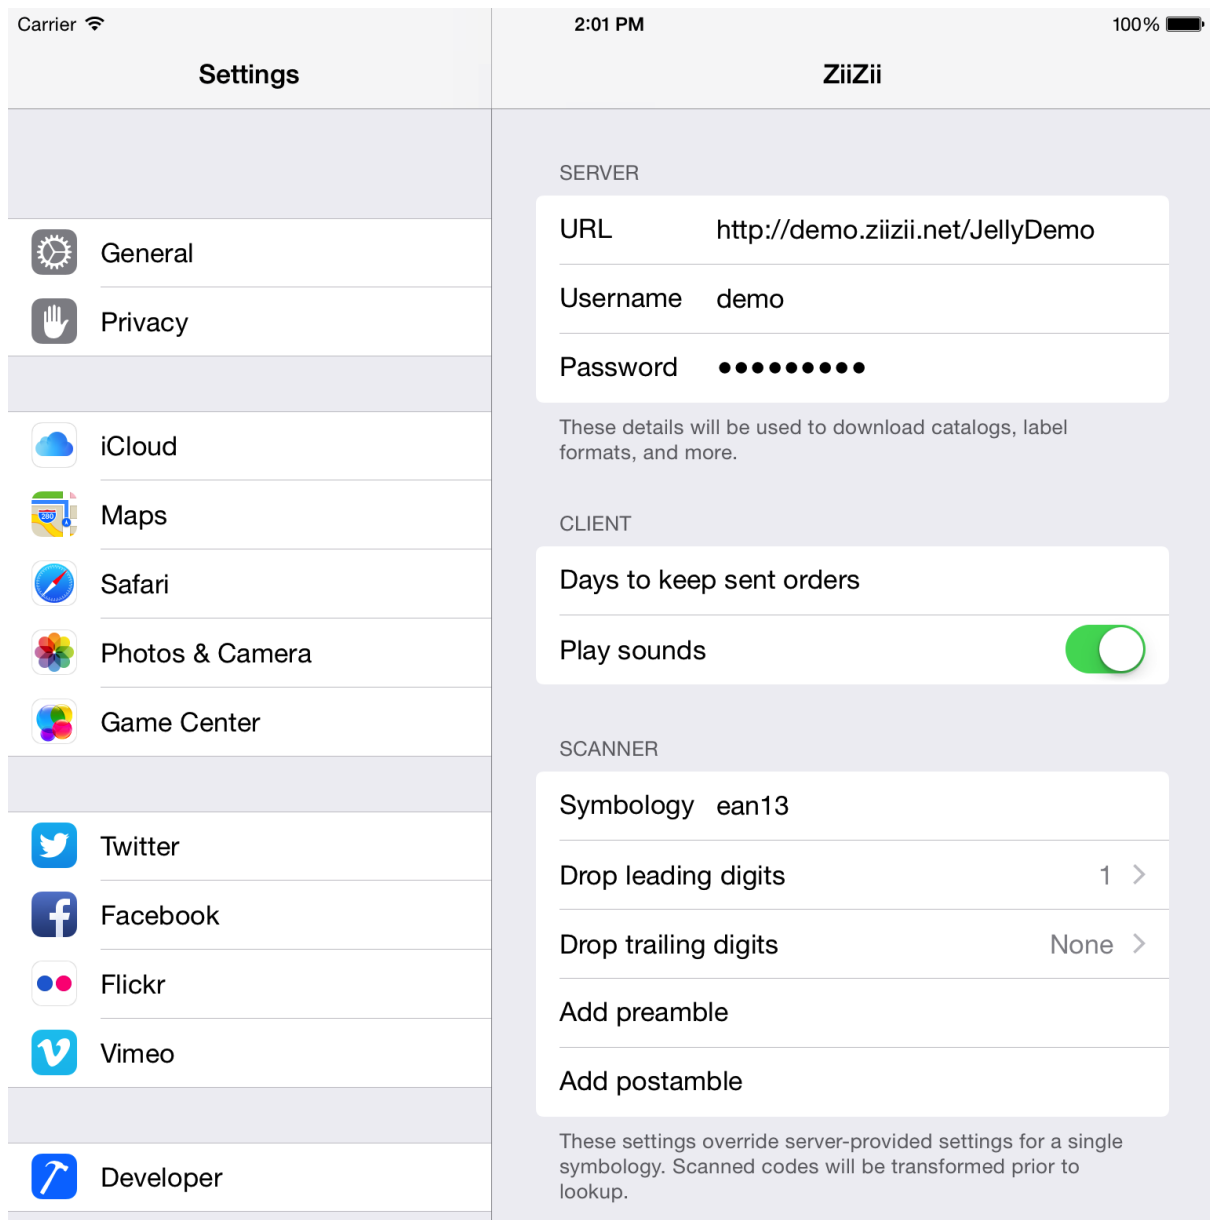 Carrier
2:01 PM
100%
Settings
ZiiZii
General
Privacy
iCloud
280
Maps
Safari
Photos & Camera
Game Center
Twitter
Facebook
Flickr
Vimeo
Developer
SERVER
URL http://demo.ziizii.net/JellyDemo
Username demo
Password •••••••••
These details will be used to download catalogs, label
formats, and more.
CLIENT
Days to keep sent orders
Play sounds
SCANNER
Symbology ean13
Drop leading digits 1
Drop trailing digits None
Add preamble
Add postamble
These settings override server-provided settings for a single
symbology. Scanned codes will be transformed prior to
lookup.